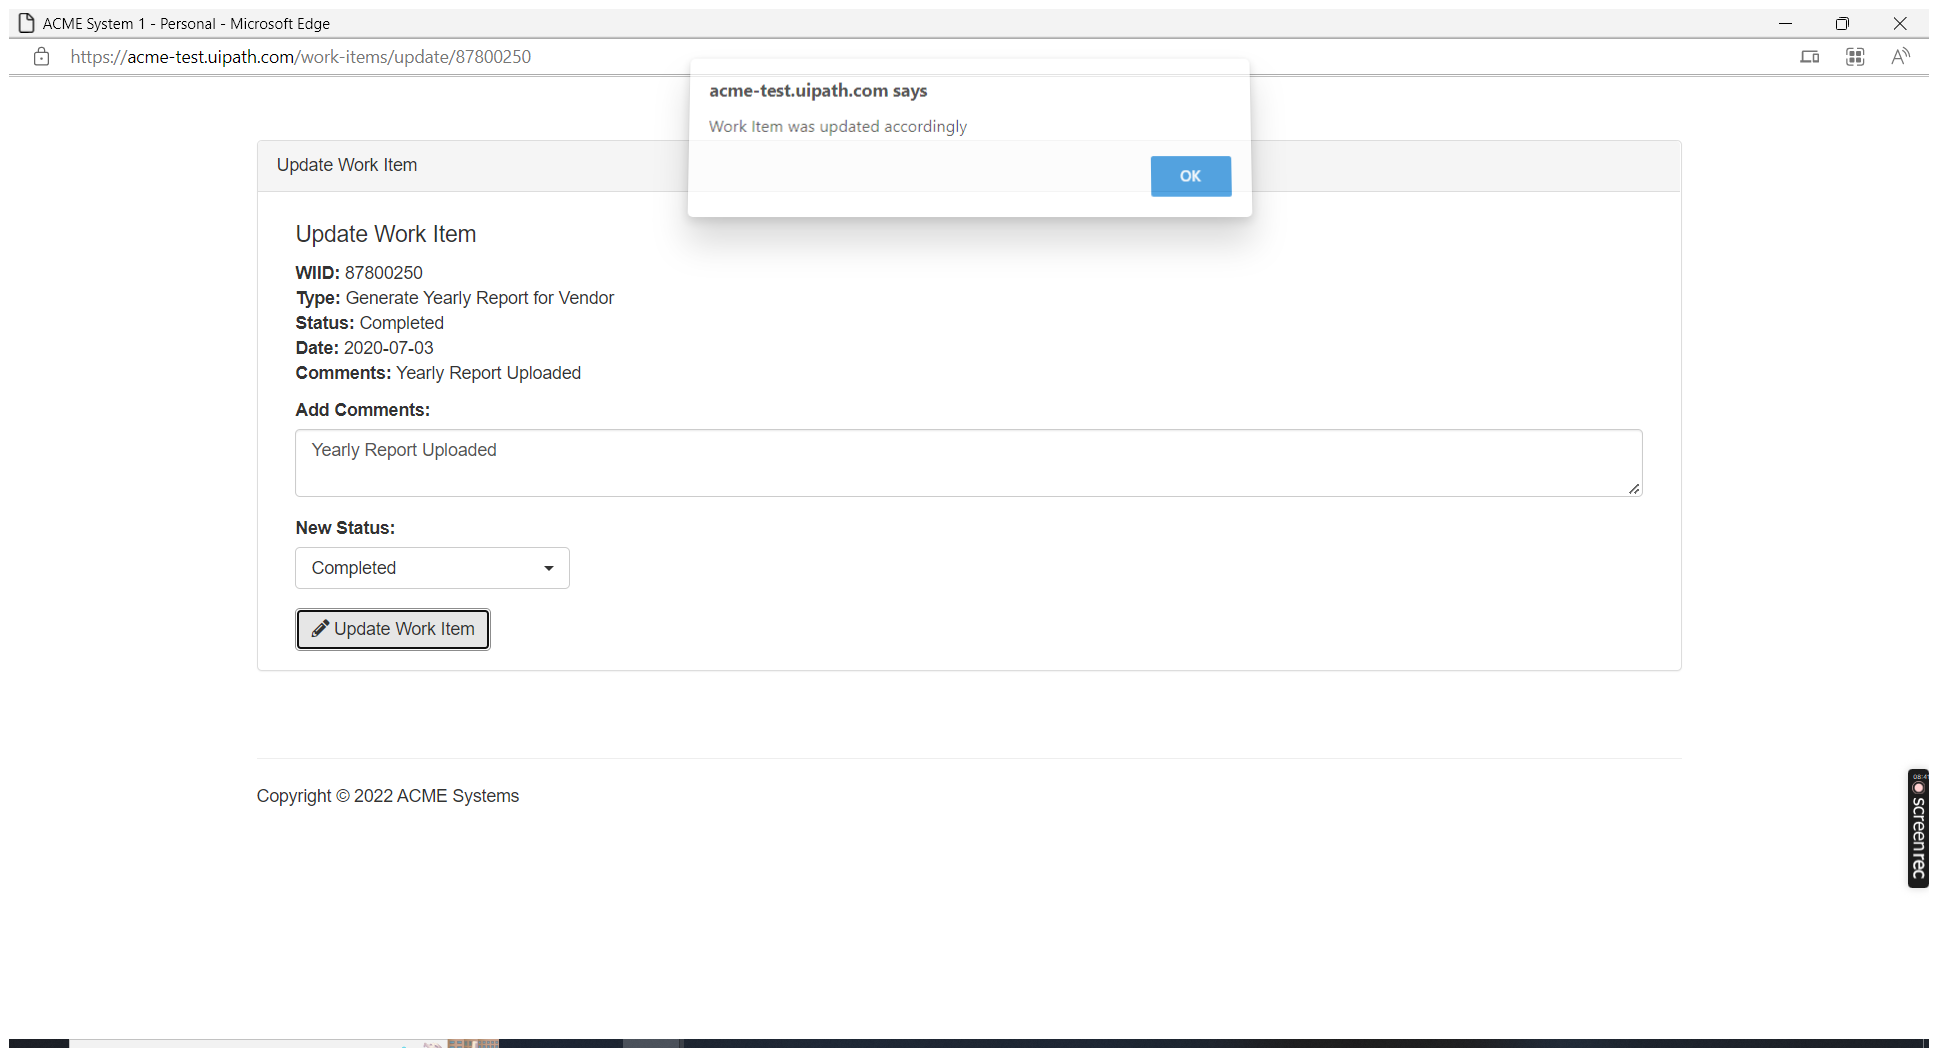 ACME System 1 - Personal - Microsoft Edge
https://acme-test.uipath.com/work-items/update/87800250
acme-test.uipath.com says
Work Item was updated accordingly
OK
Update Work Item
Update Work Item
WIID: 87800250
Type: Generate Yearly Report for Vendor
Status: Completed
Date: 2020-07-03
Comments: Yearly Report Uploaded
Add Comments:
Yearly Report Uploaded
New Status:
Completed
Update Work Item
Copyright © 2022 ACME Systems
screenrec